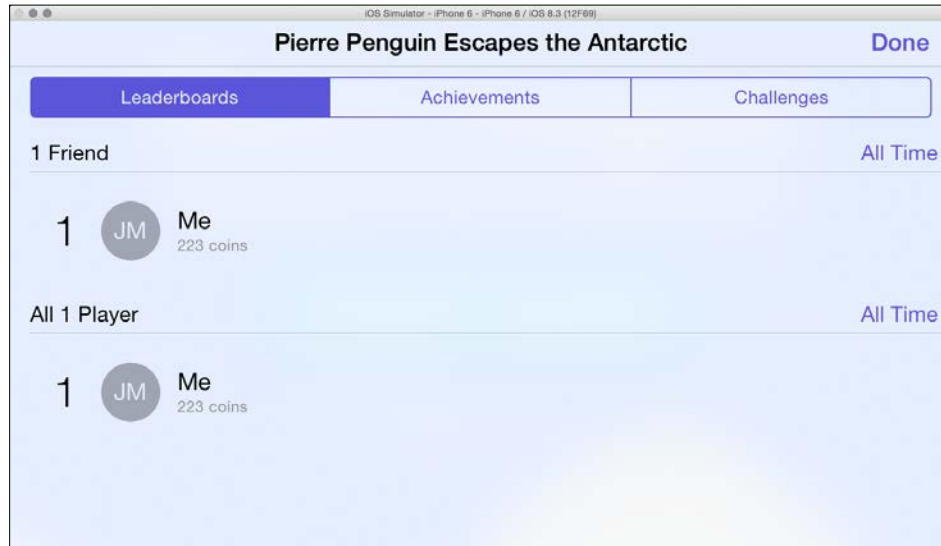 iOS Simulator - iPhone 6 - iPhone 6 / iOS 8.3 (12F69)
Pierre Penguin Escapes the Antarctic Done
Leaderboards Achievements Challenges
1 Friend All Time
1 JM Me
223 coins
All 1 Player All Time
1 JM Me
223 coins